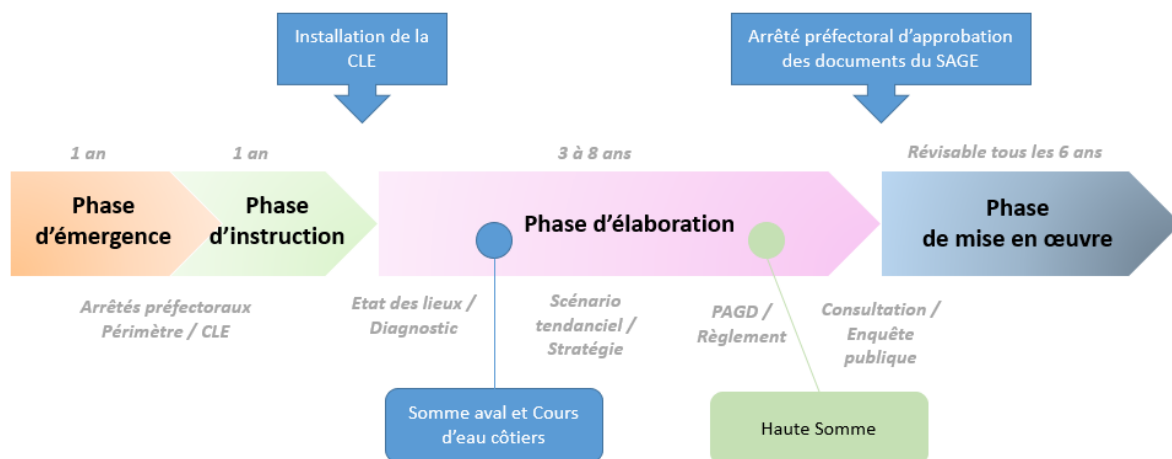 Installation de la
CLE
Arrêté préfectoral d'approbation
des documents du SAGE
1 an
1 an
3 à 8 ans
Révisable tous les 6 ans
Phase
d'émergence
Phase
d'instruction
Phase d'élaboration
Phase
de mise en œuvre
Arrêtés préfectoraux
Périmètre / CLE
Etat des lieux /
Diagnostic
Scénario
tendanciel /
Stratégie
PAGD /
Règlement
Consultation /
Enquête
publique
Somme aval et Cours
d'eau côtiers
Haute Somme